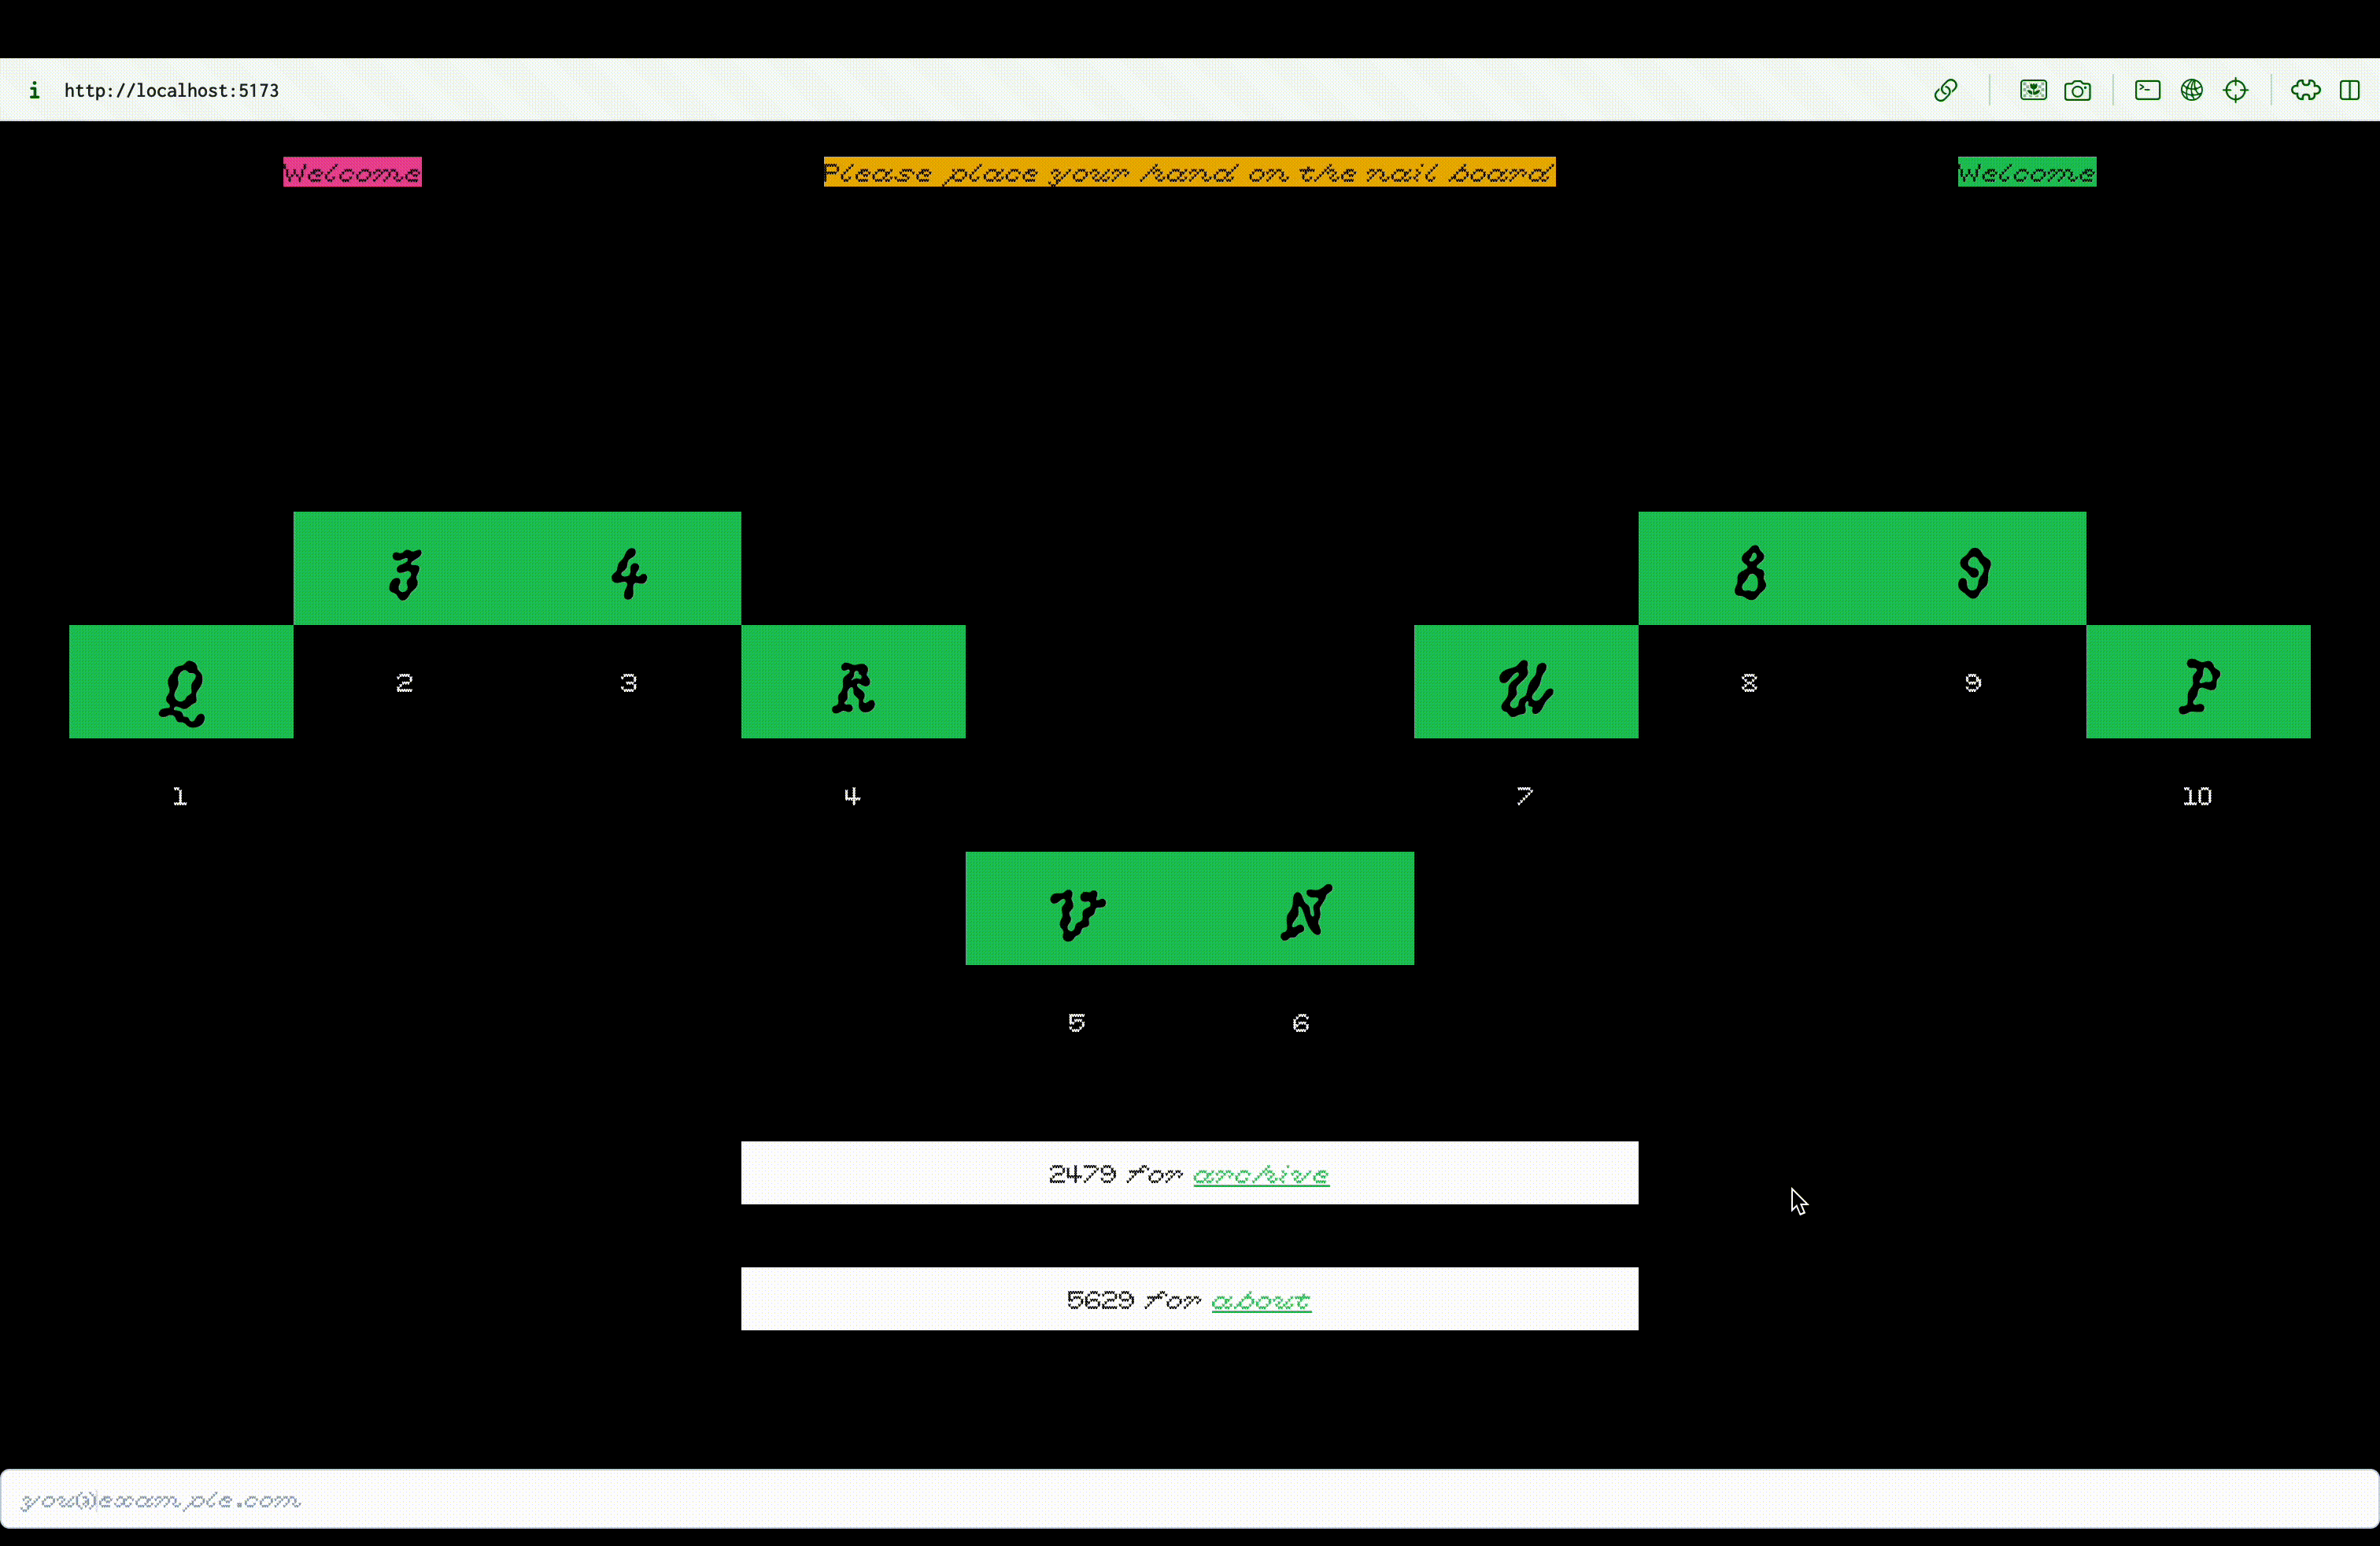 http://localhost:5173
Welcome Please place your hand on the nail board Welcome
3 4 8 9
Q 2 3 R U 8 9 P
1 4 7 10
V N
5 6
2479 for archive
5629 for about
you@example.com